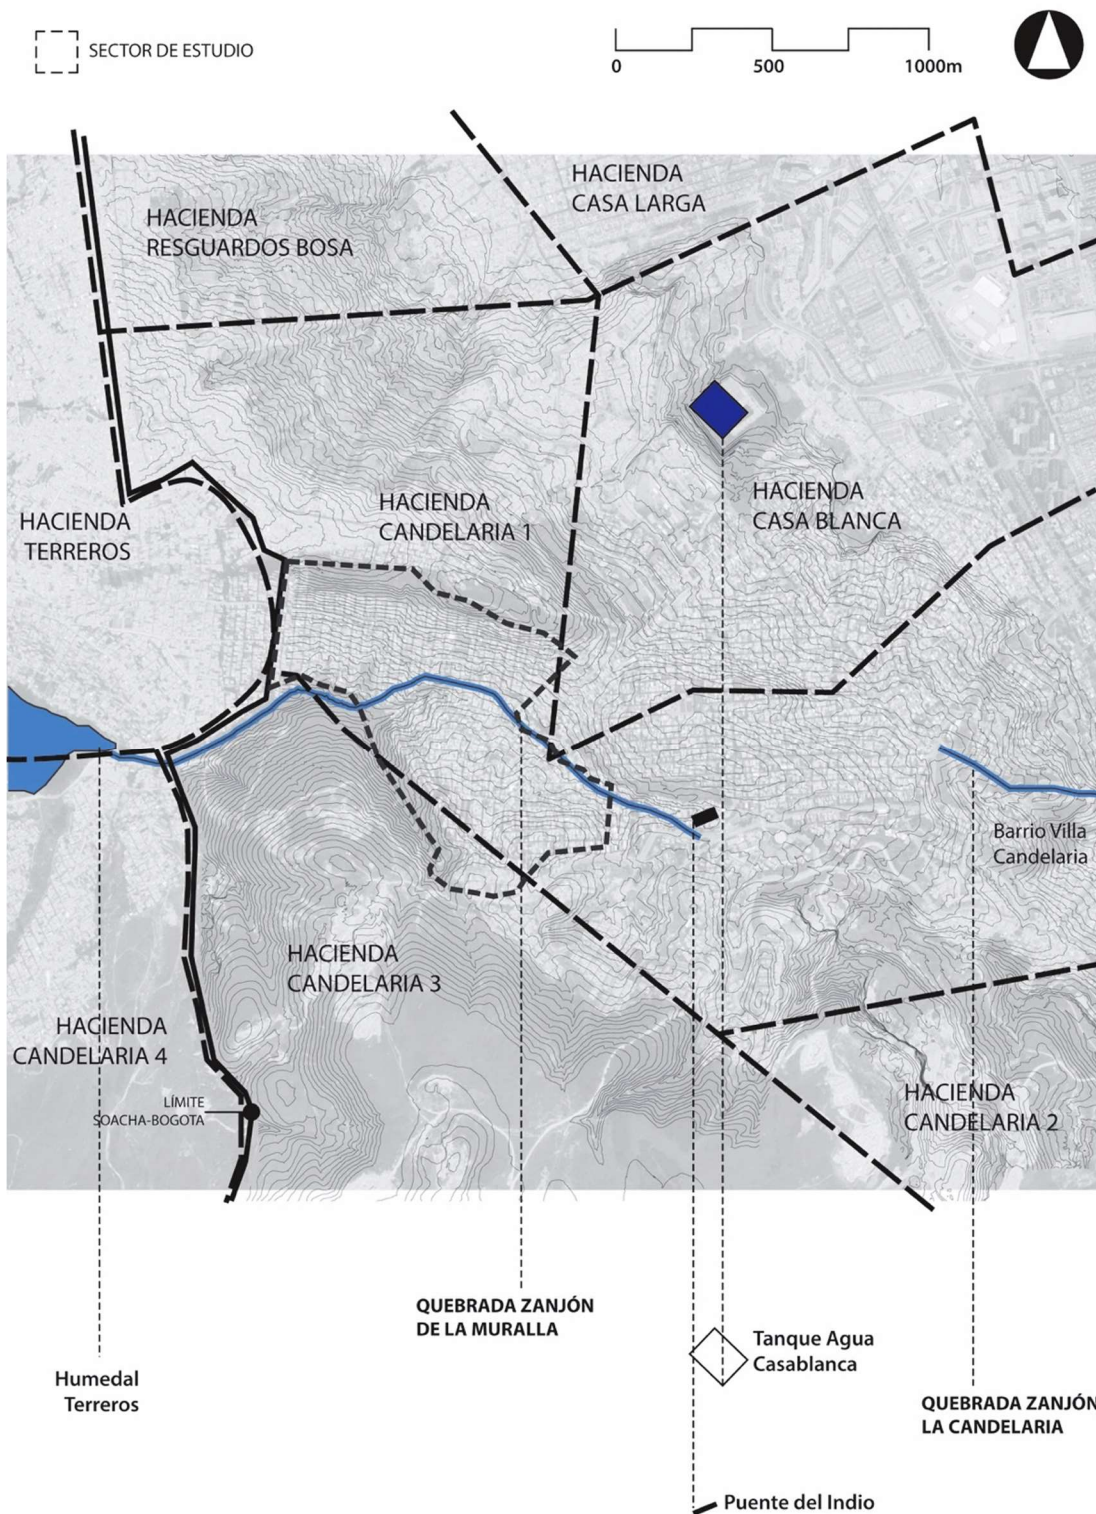 SECTOR DE ESTUDIO
0 500 1000m
HACIENDA
CASA LARGA
HACIENDA
RESGUARDOS BOSA
HACIENDA
CANDELARIA 1
HACIENDA
CASA BLANCA
HACIENDA
TERREROS
Barrio Villa
Candelaria
HACIENDA
CANDELARIA 3
HACIENDA
CANDELARIA 4
LÍMITE
SOACHA-BOGOTA
HACIENDA
CANDELARIA 2
QUEBRADA ZANJÓN
DE LA MURALLA
Tanque Agua
Casablanca
Humedal
Terreros
QUEBRADA ZANJÓN
LA CANDELARIA
Puente del Indio